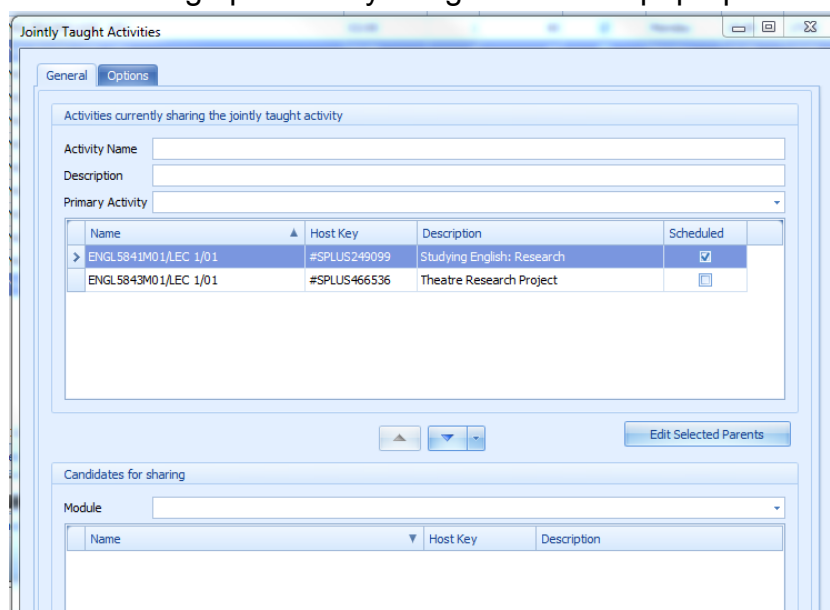 Jointly Taught Activities
General Options
Activities currently sharing the jointly taught activity
Activity Name
Description
Primary Activity
Name Host Key Description Scheduled
ENGL5841M01/LEC 1/01 #SPLUS249099 Studying English: Research
ENGL5843M01/LEC 1/01 #SPLUS466536 Theatre Research Project
Edit Selected Parents
Candidates for sharing
Module
Name Host Key Description